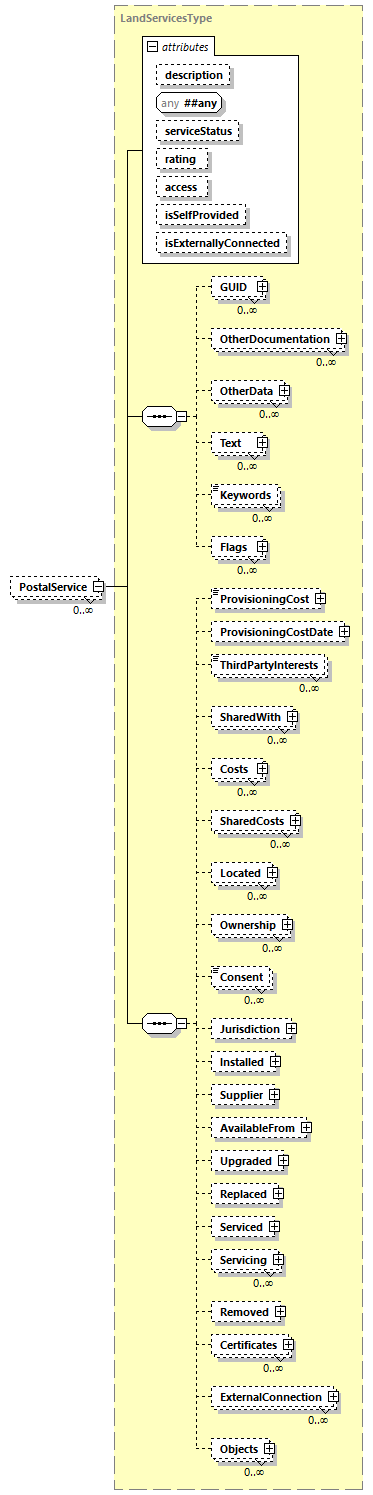 LandServicesType
attributes
description
any ##any
serviceStatus
rating
access
isSelfProvided
isExternallyConnected
GUID
0..∞
OtherDocumentation
0..∞
OtherData
0..∞
Text
0..∞
Keywords
0..∞
Flags
0..∞
PostalService
0..∞
ProvisioningCost
ProvisioningCostDate
ThirdPartyInterests
0..∞
SharedWith
0..∞
Costs
0..∞
SharedCosts
0..∞
Located
0..∞
Ownership
0..∞
Consent
0..∞
Jurisdiction
Installed
Supplier
AvailableFrom
Upgraded
Replaced
Serviced
Servicing
0..∞
Removed
Certificates
0..∞
ExternalConnection
0..∞
Objects
0..∞